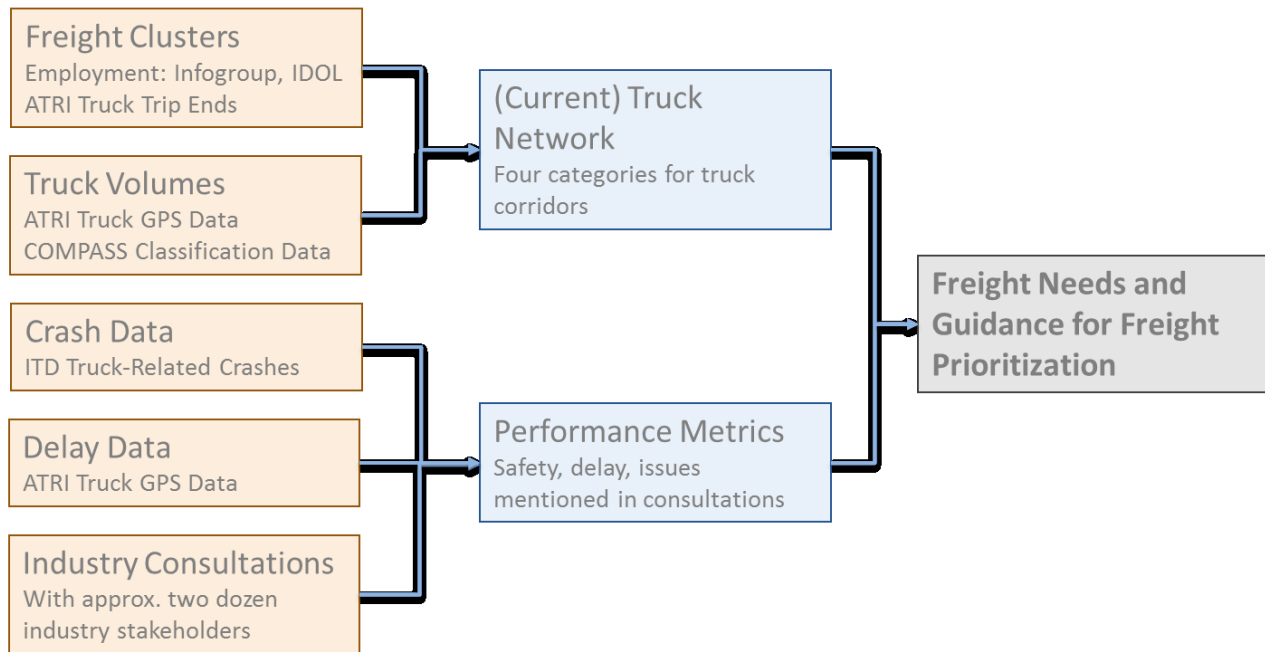 Freight Clusters
Employment: Infogroup, IDOL
ATRI Truck Trip Ends
Truck Volumes
ATRI Truck GPS Data
COMPASS Classification Data
Crash Data
ITD Truck-Related Crashes
Delay Data
ATRI Truck GPS Data
Industry Consultations
With approx. two dozen
industry stakeholders
(Current) Truck
Network
Four categories for truck
corridors
Performance Metrics
Safety, delay, issues
mentioned in consultations
Freight Needs and
Guidance for Freight
Prioritization